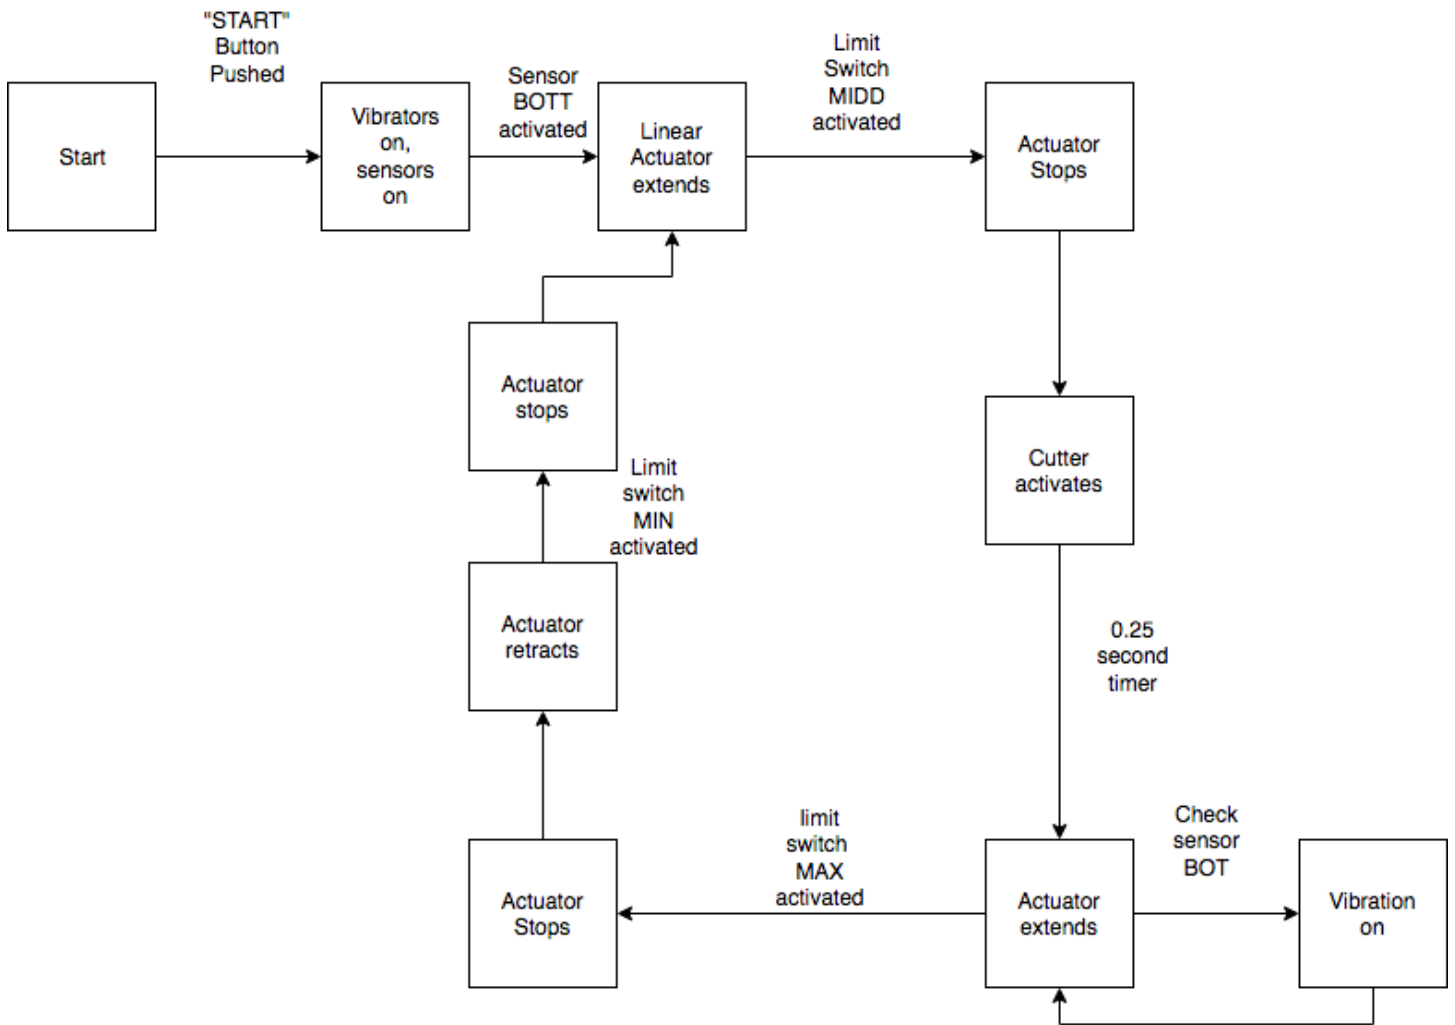 "START"
Button
Pushed
Start
Vibrators
on,
sensors
on
Sensor
BOTT
activated
Linear
Actuator
extends
Limit
Switch
MIDD
activated
Actuator
Stops
Actuator
stops
Cutter
activates
Limit
switch
MIN
activated
Actuator
retracts
0.25
second
timer
Actuator
Stops
limit
switch
MAX
activated
Actuator
extends
Check
sensor
BOT
Vibration
on